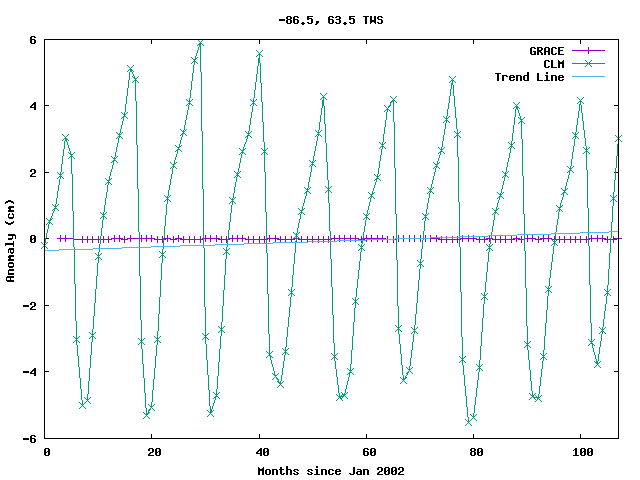 -86.5, 63.5 TWS
GRACE
CLM
Trend Line
6
4
2
0
-2
-4
-6
Anomaly (cm)
0 20 40 60 80 100
Months since Jan 2002